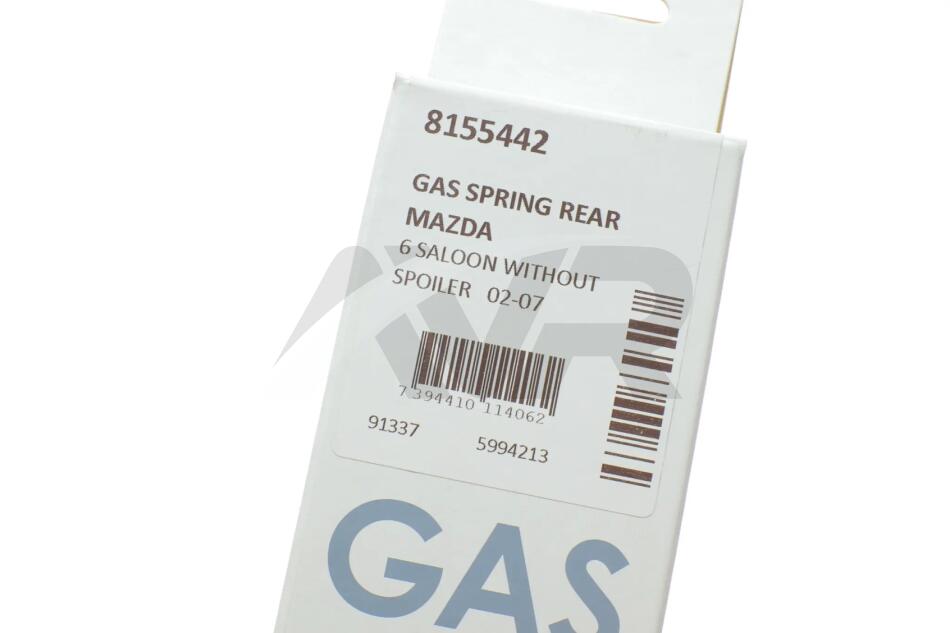 8155442
GAS SPRING REAR
MAZDA
6 SALOON WITHOUT
SPOILER 02-07
7 394410 114062
91337 5994213
GAS